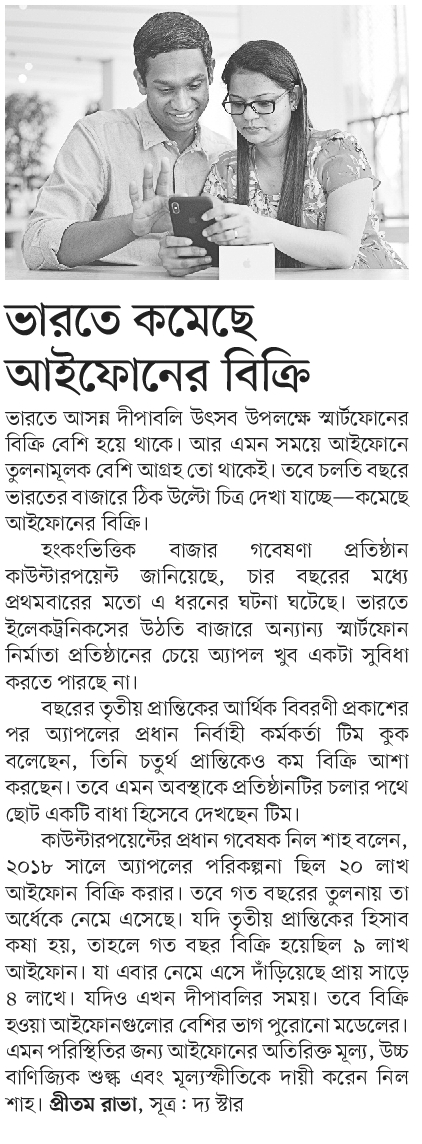 ভারতে কমেছে
আইফোনের বিক্রি
ভারতে আসন্ন দীপাবলি উৎসব উপলক্ষে স্মার্টফোনের
বিক্রি বেশি হয়ে থাকে। আর এমন সময়ে আইফোনে
তুলনামূলক বেশি আগ্রহ তো থাকেই। তবে চলতি বছরে
ভারতের বাজারে ঠিক উল্টো চিত্র দেখা যাচ্ছে—কমেছে
আইফোনের বিক্রি।
হংকংভিত্তিক বাজার গবেষণা প্রতিষ্ঠান
কাউন্টারপয়েন্ট জানিয়েছে, চার বছরের মধ্যে
প্রথমবারের মতো এ ধরনের ঘটনা ঘটেছে। ভারতে
ইলেকট্রনিকসের উঠতি বাজারে অন্যান্য স্মার্টফোন
নির্মাতা প্রতিষ্ঠানের চেয়ে অ্যাপল খুব একটা সুবিধা
করতে পারছে না।
বছরের তৃতীয় প্রান্তিকের আর্থিক বিবরণী প্রকাশের
পর অ্যাপলের প্রধান নির্বাহী কর্মকর্তা টিম কুক
বলেছেন, তিনি চতুর্থ প্রান্তিকেও কম বিক্রি আশা
করছেন। তবে এমন অবস্থাকে প্রতিষ্ঠানটির চলার পথে
ছোট একটি বাধা হিসেবে দেখছেন টিম।
কাউন্টারপয়েন্টের প্রধান গবেষক নিল শাহ বলেন,
২০১৮ সালে অ্যাপলের পরিকল্পনা ছিল ২০ লাখ
আইফোন বিক্রি করার। তবে গত বছরের তুলনায় তা
অর্ধেকে নেমে এসেছে। যদি তৃতীয় প্রান্তিকের হিসাব
কষা হয়, তাহলে গত বছর বিক্রি হয়েছিল ৯ লাখ
আইফোন। যা এবার নেমে এসে দাঁড়িয়েছে প্রায় সাড়ে
৪ লাখে। যদিও এখন দীপাবলির সময়। তবে বিক্রি
হওয়া আইফোনগুলোর বেশির ভাগ পুরোনো মডেলের।
এমন পরিস্থিতির জন্য আইফোনের অতিরিক্ত মূল্য, উচ্চ
বাণিজ্যিক শুল্ক এবং মূল্যস্ফীতিকে দায়ী করেন নিল
শাহ। প্রীতম রাভা, সূত্র : দ্য স্টার